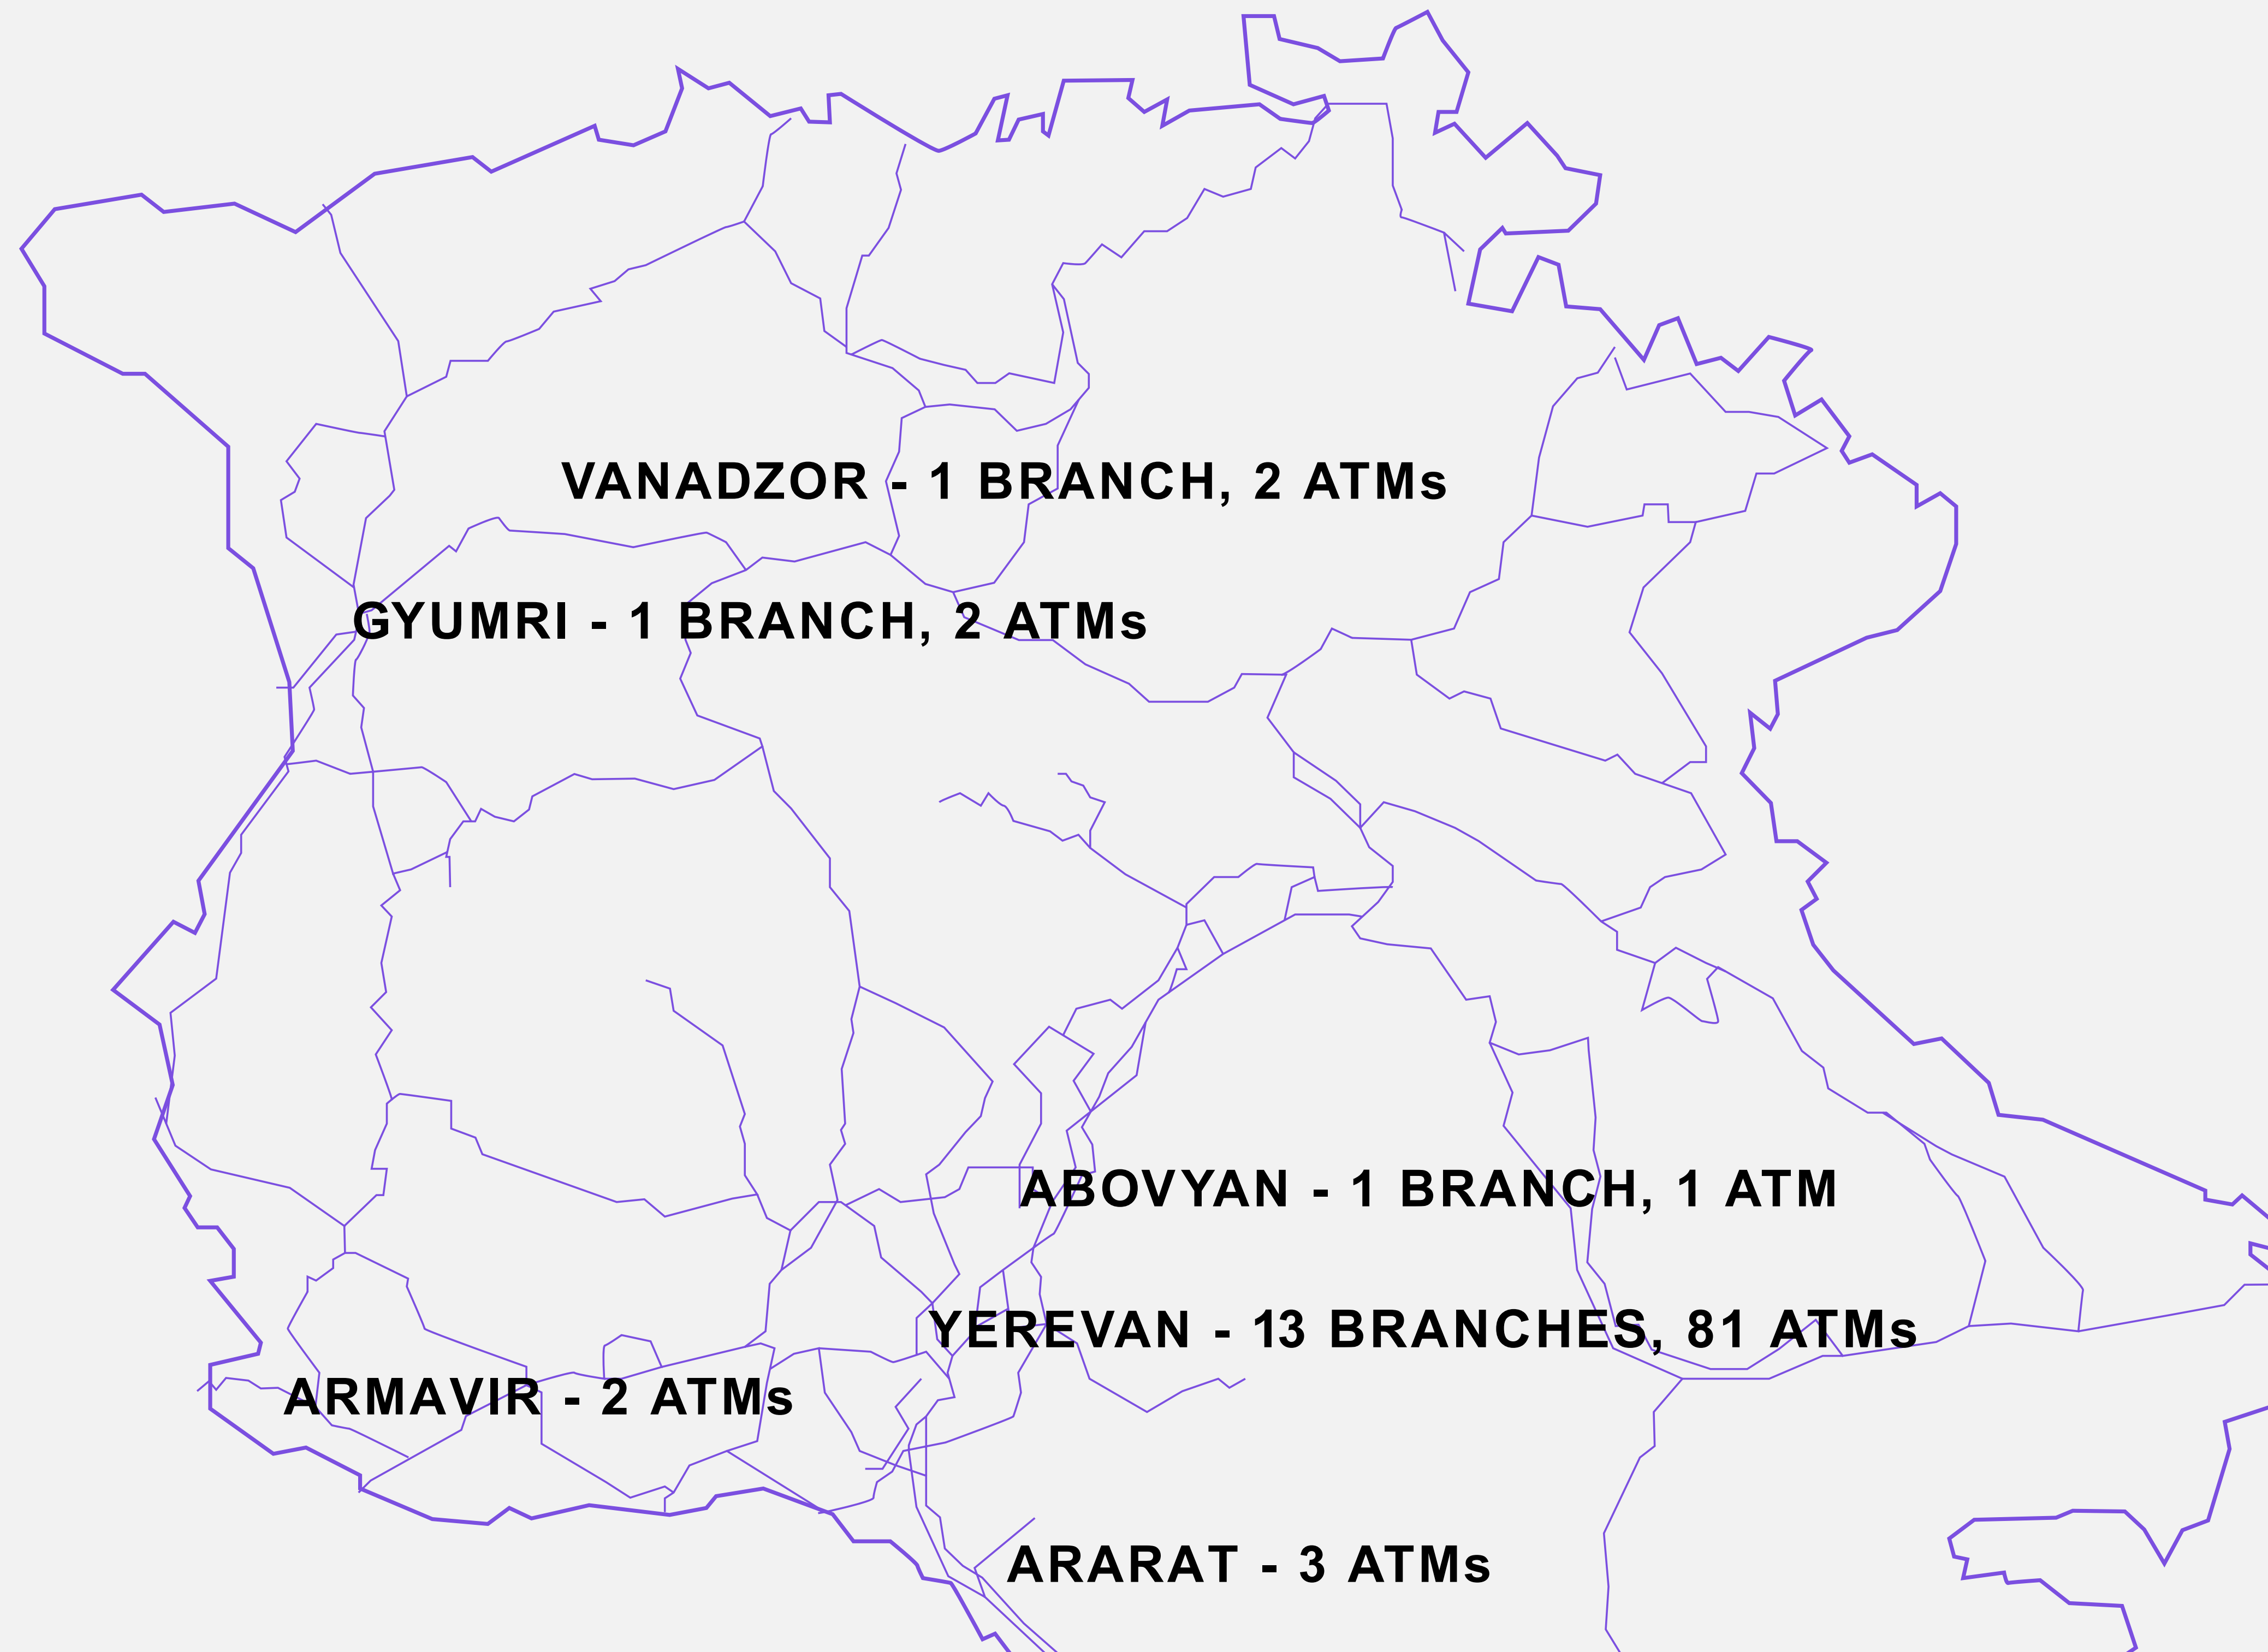 VANADZOR - 1 BRANCH, 2 ATMs
GYUMRI - 1 BRANCH, 2 ATMs
ABOVYAN - 1 BRANCH, 1 ATM
YEREVAN - 13 BRANCHES, 81 ATMs
ARMAVIR - 2 ATMs
ARARAT - 3 ATMs